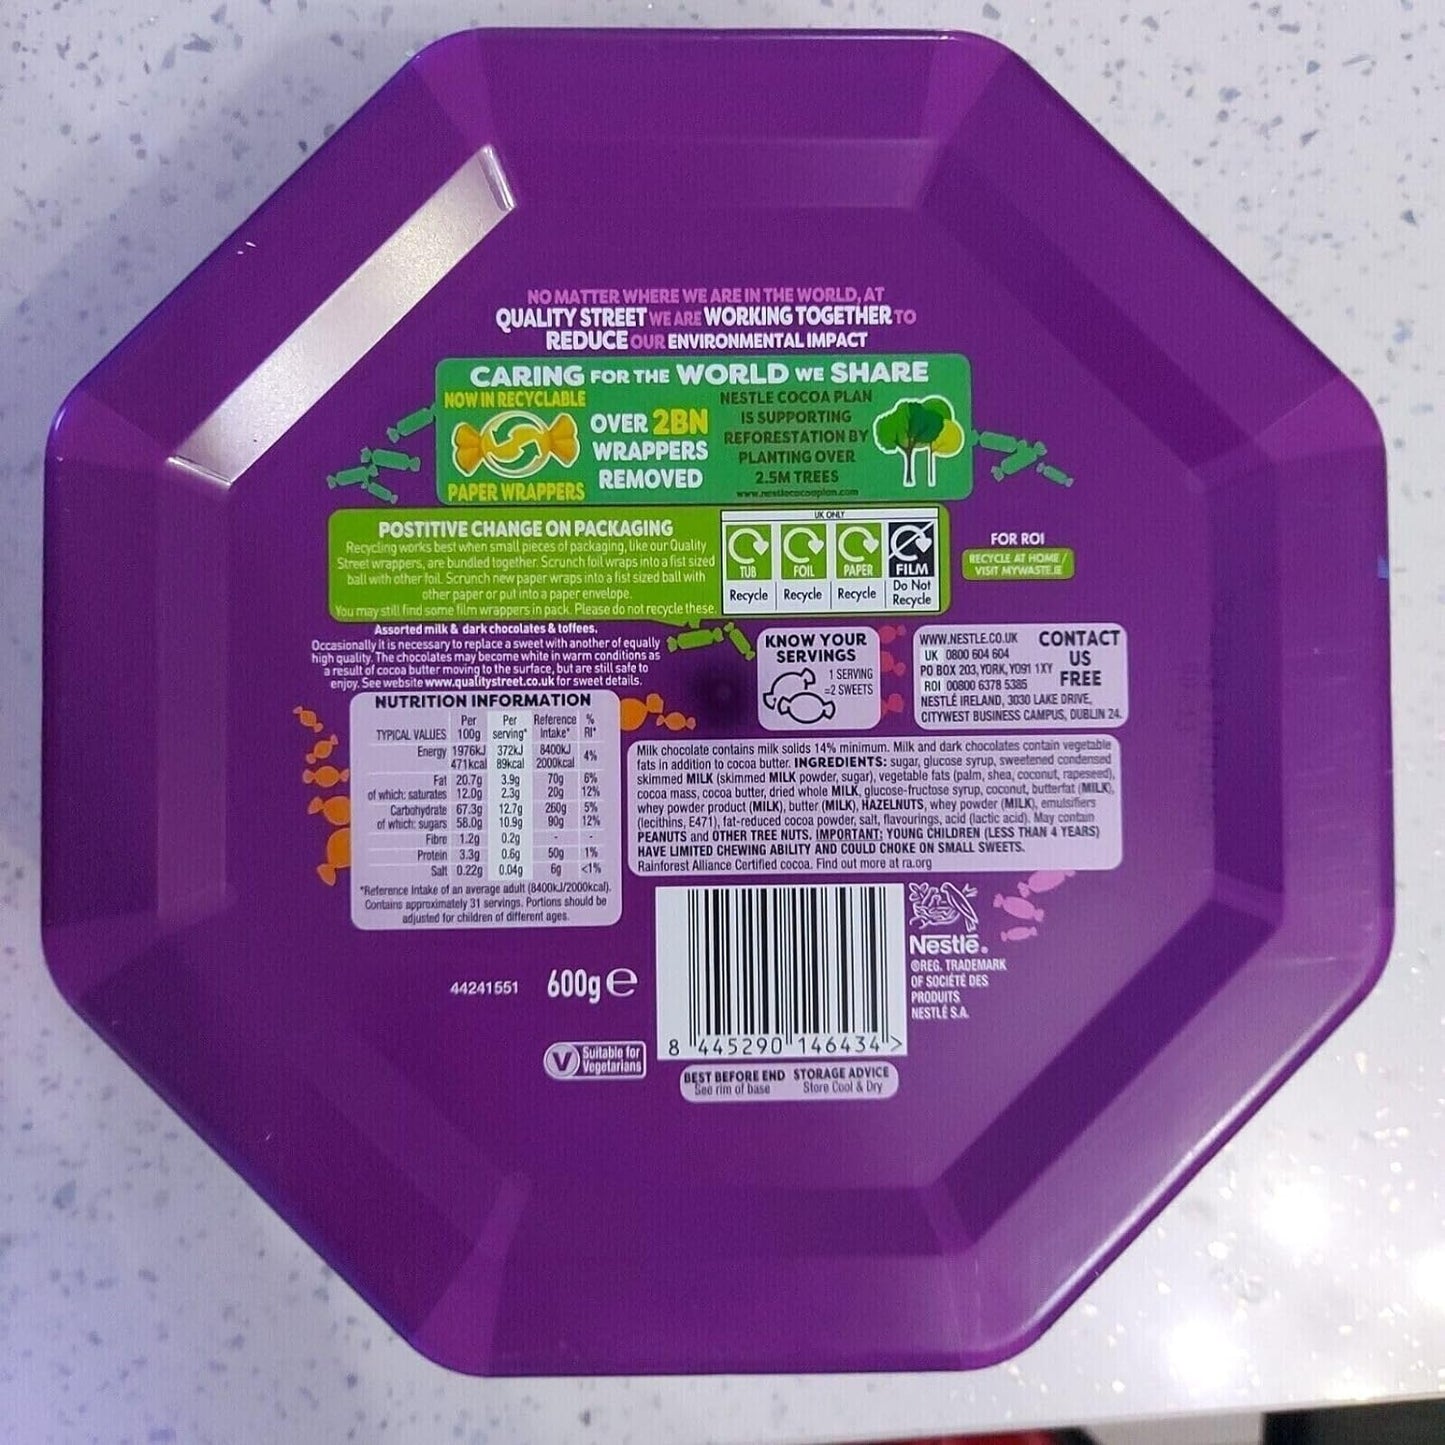 NO MATTER WHERE WE ARE IN THE WORLD, AT
QUALITY STREET WE ARE WORKING TOGETHER TO
REDUCE OUR ENVIRONMENTAL IMPACT
CARING FOR THE WORLD WE SHARE
NOW IN RECYCLABLE
PAPER WRAPPERS
OVER 2BN
WRAPPERS
REMOVED
NESTLE COCOA PLAN
IS SUPPORTING
REFORESTATION BY
PLANTING OVER
2.5M TREES
www.nestlecocoaplan.com
POSTITIVE CHANGE ON PACKAGING
Recycling works best when small pieces of packaging, like our Quality
Street wrappers, are bundled together. Scrunch foil wraps into a fist sized
ball with other foil. Scrunch new paper wraps into a fist sized ball with
other paper or put into a paper envelope.
You may still find some film wrappers in pack. Please do not recycle these.
UK ONLY
TUB FOIL PAPER FILM
Recycle Recycle Recycle Do Not
Recycle
FOR ROI
RECYCLE AT HOME /
VISIT MYWASTE.IE
Assorted milk & dark chocolates & toffees.
Occasionally it is necessary to replace a sweet with another of equally
high quality. The chocolates may become white in warm conditions as
a result of cocoa butter moving to the surface, but are still safe to
enjoy. See website www.qualitystreet.co.uk for sweet details.
KNOW YOUR
SERVINGS
1 SERVING
=2 SWEETS
WWW.NESTLE.CO.UK
UK 0800 604 604
PO BOX 203, YORK, YO91 1XY
ROI 00800 6378 5385
NESTLÉ IRELAND, 3030 LAKE DRIVE,
CITYWEST BUSINESS CAMPUS, DUBLIN 24.
CONTACT
US
FREE
NUTRITION INFORMATION
TYPICAL VALUES Per 100g Per serving* Reference Intake* % RI*
Energy 1976kJ 372kJ 8400kJ 4%
471kcal 89kcal 2000kcal
Fat 20.7g 3.9g 70g 6%
of which: saturates 12.0g 2.3g 20g 12%
Carbohydrate 67.3g 12.7g 260g 5%
of which: sugars 58.0g 10.9g 90g 12%
Fibre 1.2g 0.2g - -
Protein 3.3g 0.6g 50g 1%
Salt 0.22g 0.04g 6g <1%
*Reference Intake of an average adult (8400kJ/2000kcal).
Contains approximately 31 servings. Portions should be
adjusted for children of different ages.
Milk chocolate contains milk solids 14% minimum. Milk and dark chocolates contain vegetable
fats in addition to cocoa butter. INGREDIENTS: sugar, glucose syrup, sweetened condensed
skimmed MILK (skimmed MILK powder, sugar), vegetable fats (palm, shea, coconut, rapeseed),
cocoa mass, cocoa butter, dried whole MILK, glucose-fructose syrup, coconut, butterfat (MILK),
whey powder product (MILK), butter (MILK), HAZELNUTS, whey powder (MILK), emulsifiers
(lecithins, E471), fat-reduced cocoa powder, salt, flavourings, acid (lactic acid). May contain
PEANUTS and OTHER TREE NUTS. IMPORTANT: YOUNG CHILDREN (LESS THAN 4 YEARS)
HAVE LIMITED CHEWING ABILITY AND COULD CHOKE ON SMALL SWEETS.
Rainforest Alliance Certified cocoa. Find out more at ra.org
44241551
600g e
8 445290 146434 >
Nestlé.
®REG. TRADEMARK
OF SOCIÉTÉ DES
PRODUITS
NESTLÉ S.A.
V Suitable for
Vegetarians
BEST BEFORE END
See rim of base
STORAGE ADVICE
Store Cool & Dry